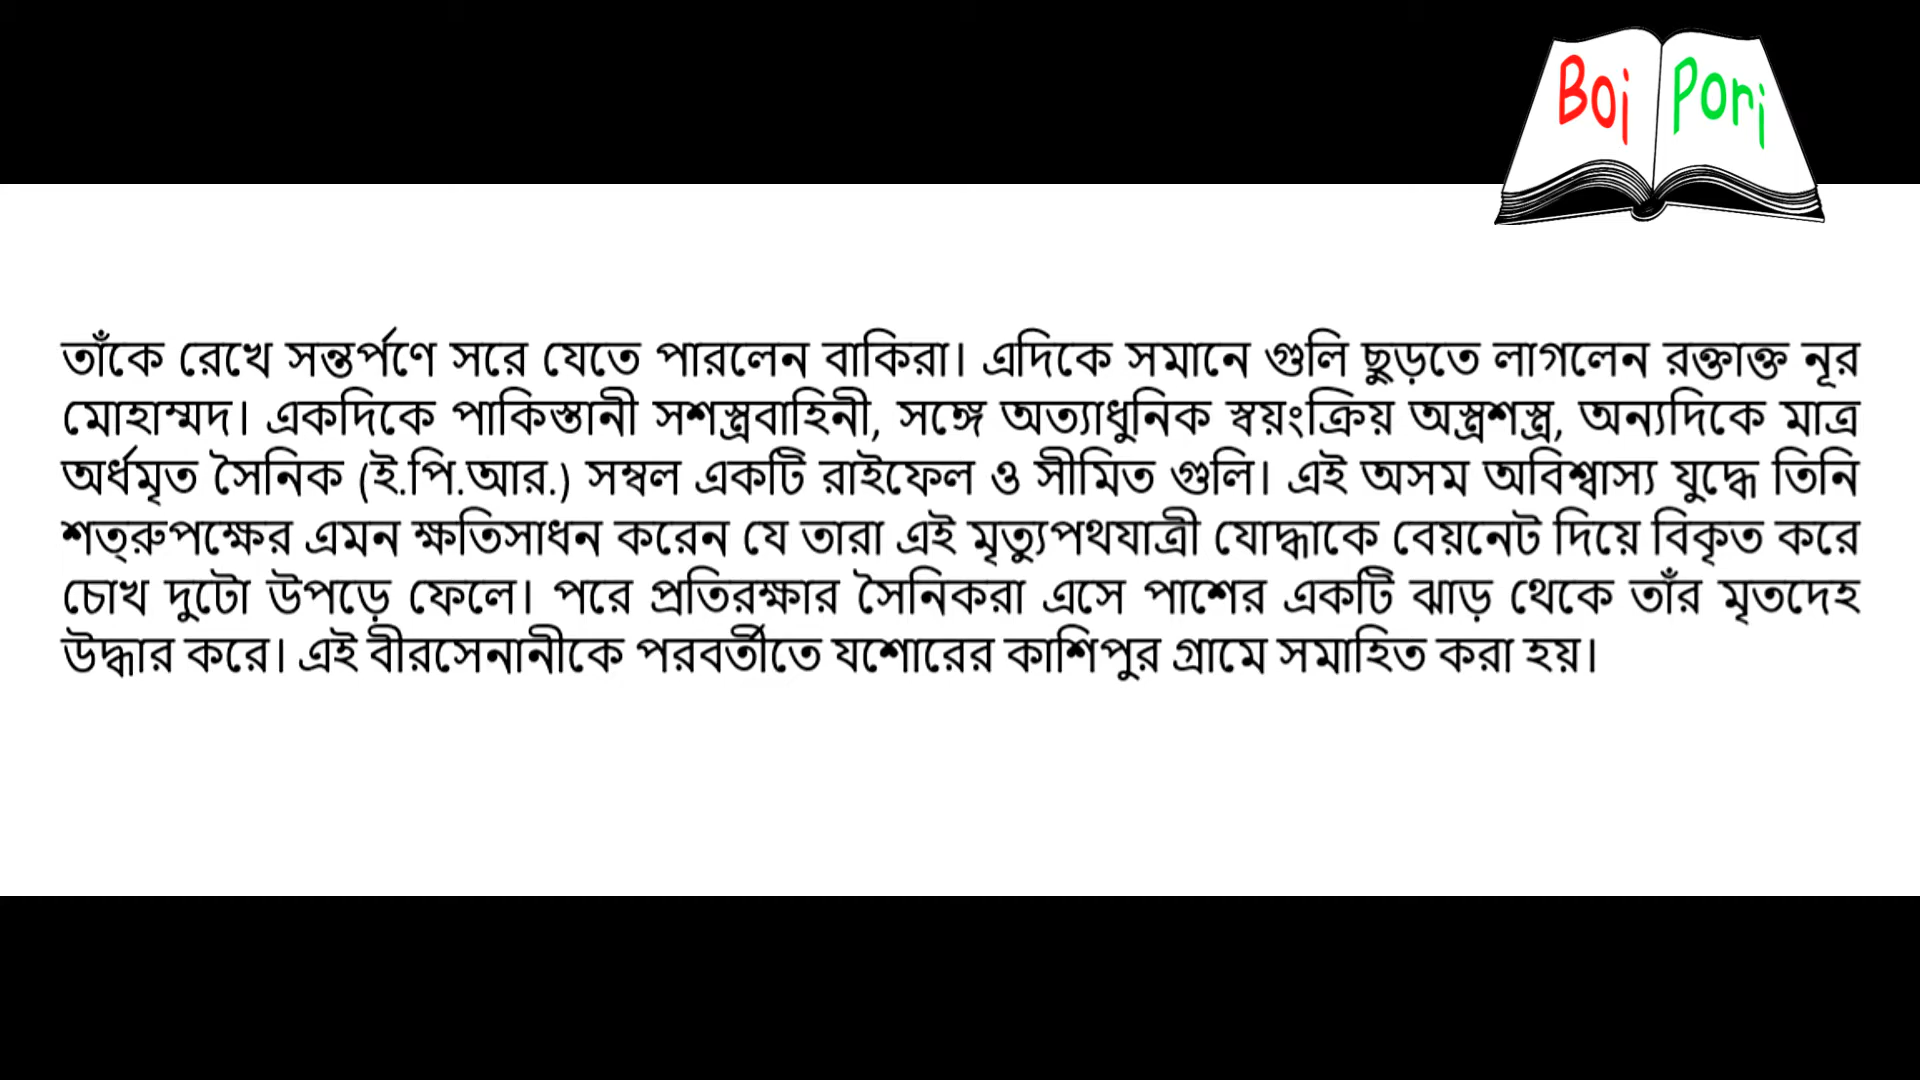 Boi Pori
তাঁকে রেখে সন্তর্পণে সরে যেতে পারলেন বাকিরা। এদিকে সমানে গুলি ছুড়তে লাগলেন রক্তাক্ত নূর
মোহাম্মদ। একদিকে পাকিস্তানী সশস্ত্রবাহিনী, সঙ্গে অত্যাধুনিক স্বয়ংক্রিয় অস্ত্রশস্ত্র, অন্যদিকে মাত্র
অর্ধমৃত সৈনিক (ই.পি.আর.) সম্বল একটি রাইফেল ও সীমিত গুলি। এই অসম অবিশ্বাস্য যুদ্ধে তিনি
শত্‌রুপক্ষের এমন ক্ষতিসাধন করেন যে তারা এই মৃত্যুপথযাত্রী যোদ্ধাকে বেয়নেট দিয়ে বিকৃত করে
চোখ দুটো উপড়ে ফেলে। পরে প্রতিরক্ষার সৈনিকরা এসে পাশের একটি ঝাড় থেকে তাঁর মৃতদেহ
উদ্ধার করে। এই বীরসেনানীকে পরবর্তীতে যশোরের কাশিপুর গ্রামে সমাহিত করা হয়।